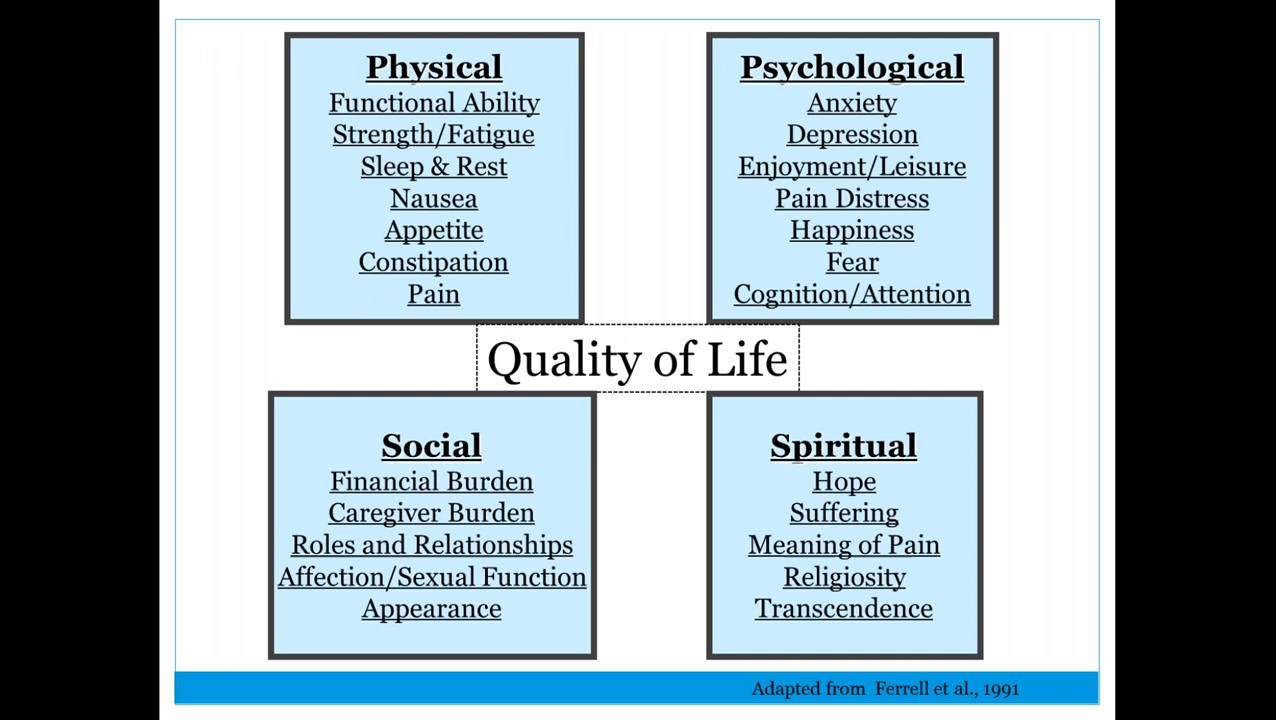 Physical
Functional Ability
Strength/Fatigue
Sleep & Rest
Nausea
Appetite
Constipation
Pain
Psychological
Anxiety
Depression
Enjoyment/Leisure
Pain Distress
Happiness
Fear
Cognition/Attention
Quality of Life
Social
Financial Burden
Caregiver Burden
Roles and Relationships
Affection/Sexual Function
Appearance
Spiritual
Hope
Suffering
Meaning of Pain
Religiosity
Transcendence
Adapted from Ferrell et al., 1991